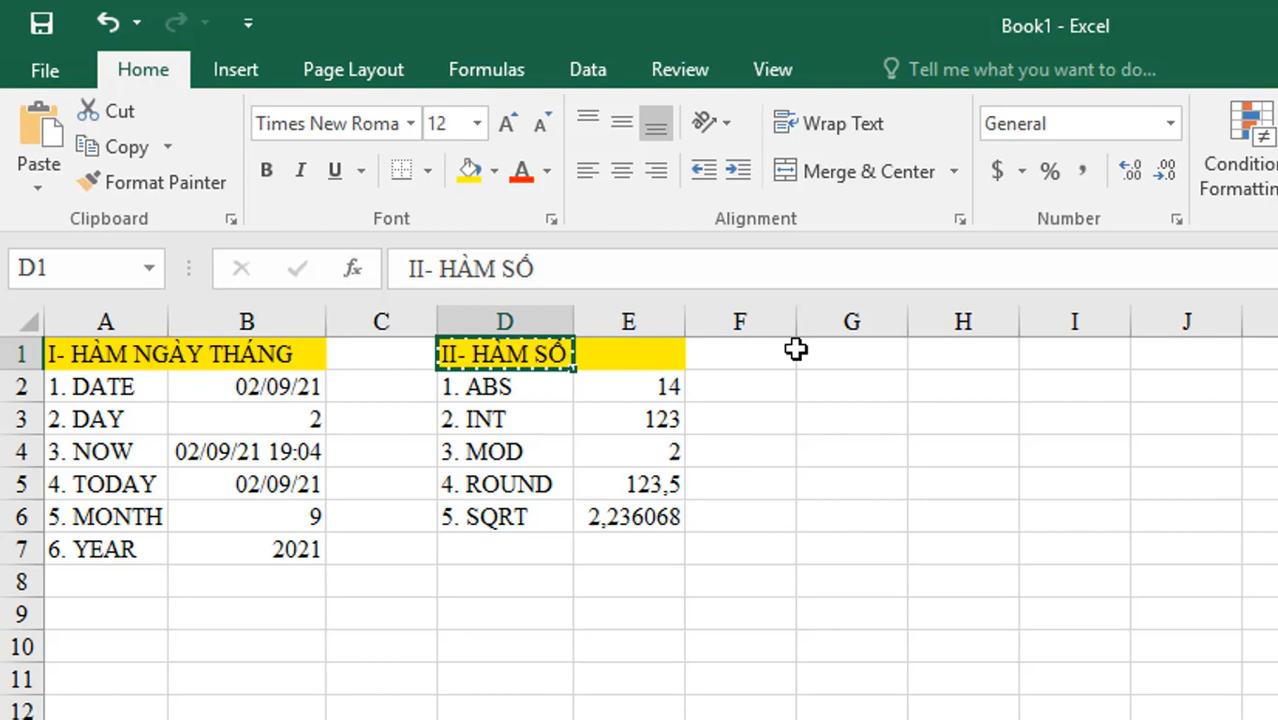 Book1 - Excel
File Home Insert Page Layout Formulas Data Review View Tell me what you want to do...
Paste
Cut
Copy
Format Painter
Clipboard
Times New Roma 12
B I U A
Font
Wrap Text
Merge & Center
Alignment
General
$ % ,
Number
Condition
Formatting
D1 fx II- HÀM SỐ
A B C D E F G H I J
1 I- HÀM NGÀY THÁNG II- HÀM SỐ
2 1. DATE 02/09/21 1. ABS 14
3 2. DAY 2 2. INT 123
4 3. NOW 02/09/21 19:04 3. MOD 2
5 4. TODAY 02/09/21 4. ROUND 123,5
6 5. MONTH 9 5. SQRT 2,236068
7 6. YEAR 2021
8
9
10
11
12